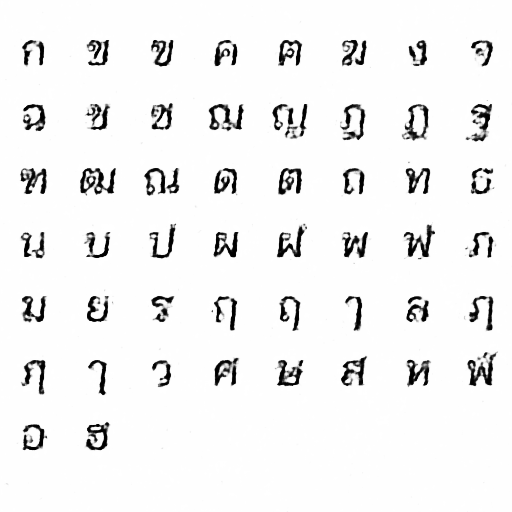 ก ข ฃ ค ฅ ฆ ง จ
ฉ ช ซ ฌ ญ ฎ ฏ ฐ
ฑ ฒ ณ ด ต ถ ท ธ
น บ ป ผ ฝ พ ฟ ภ
ม ย ร ฤ ฤ ๅ ล ฦ
ฦ ๅ ว ศ ษ ส ห ฬ
อ ฮ